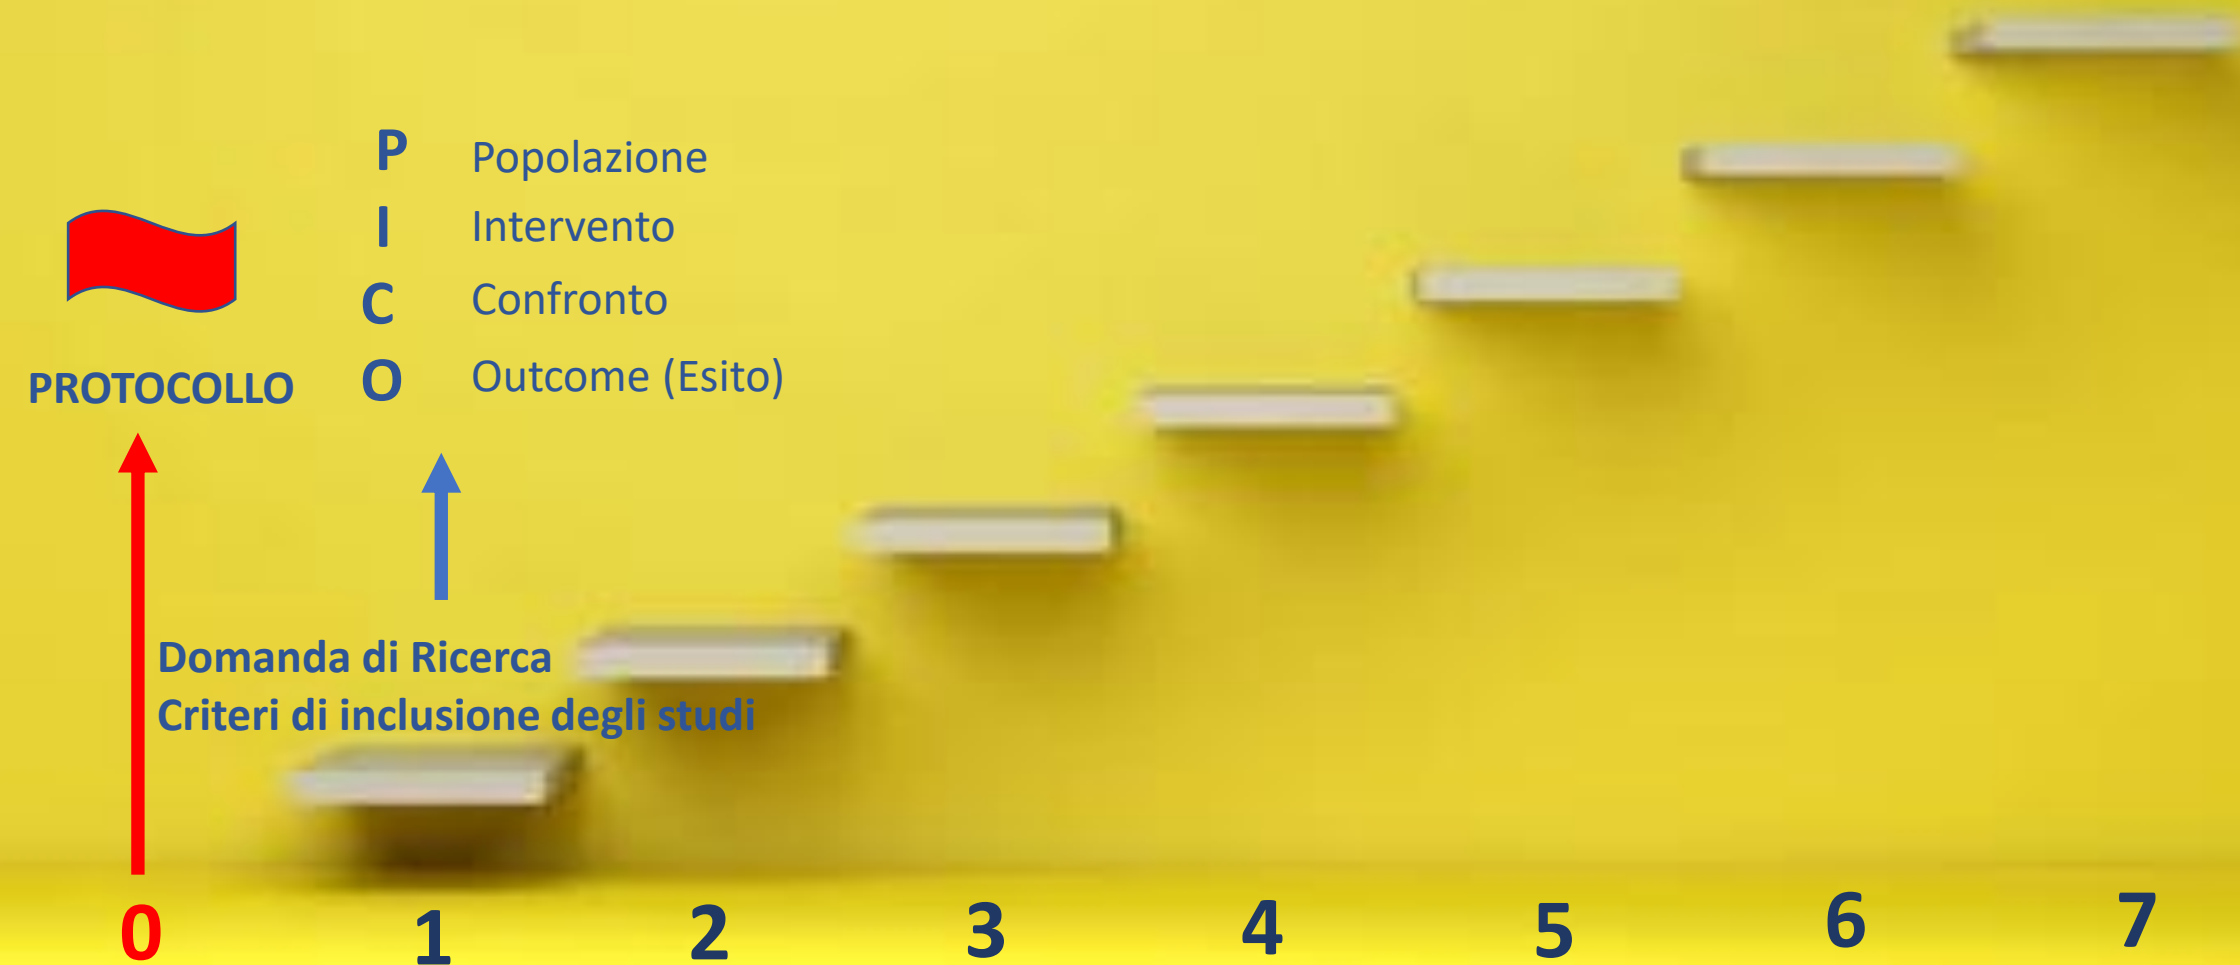 P Popolazione
I Intervento
C Confronto
O Outcome (Esito)
PROTOCOLLO
Domanda di Ricerca
Criteri di inclusione degli studi
0 1 2 3 4 5 6 7